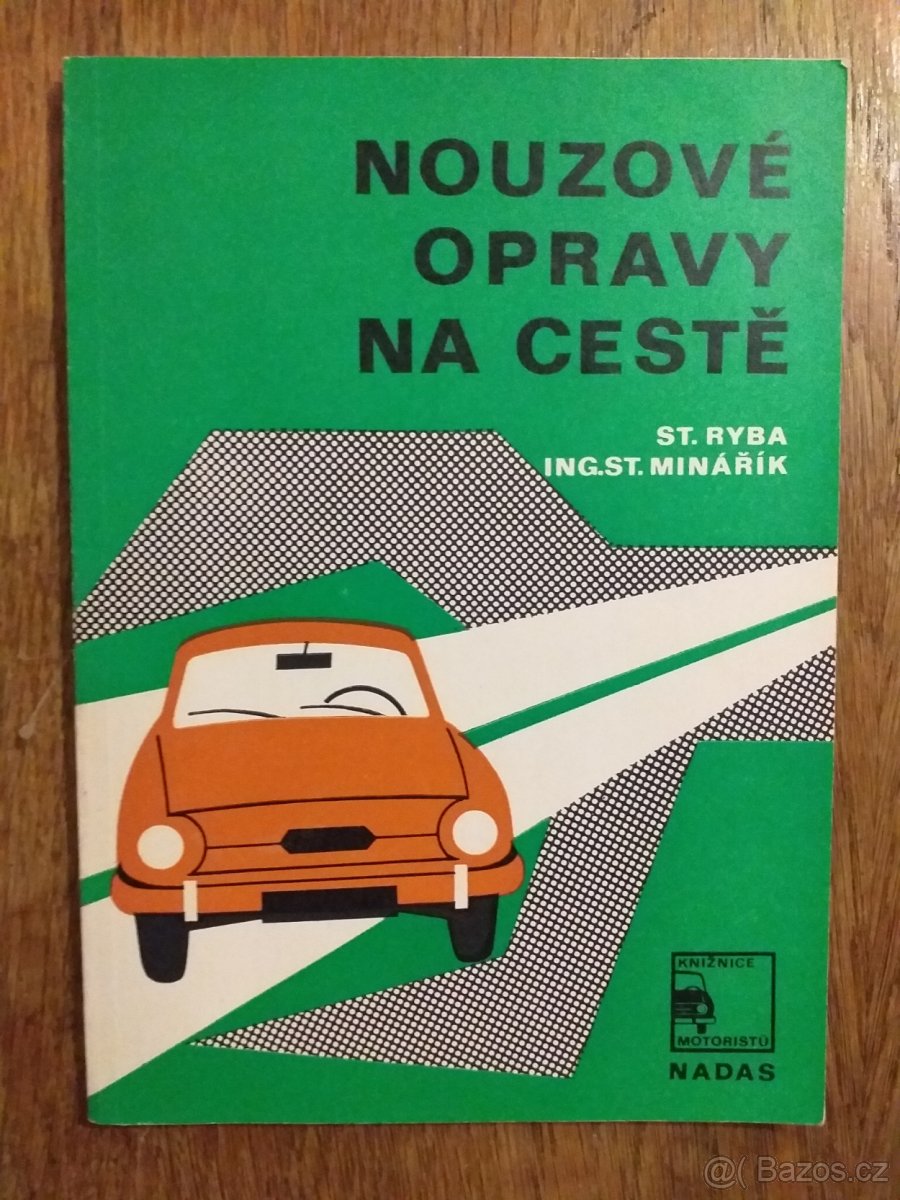 NOUZOVÉ
OPRAVY
NA CESTĚ
ST. RYBA
ING.ST. MINÁŘÍK
KNIŽNICE
MOTORISTŮ
NADAS
@( Bazos.cz